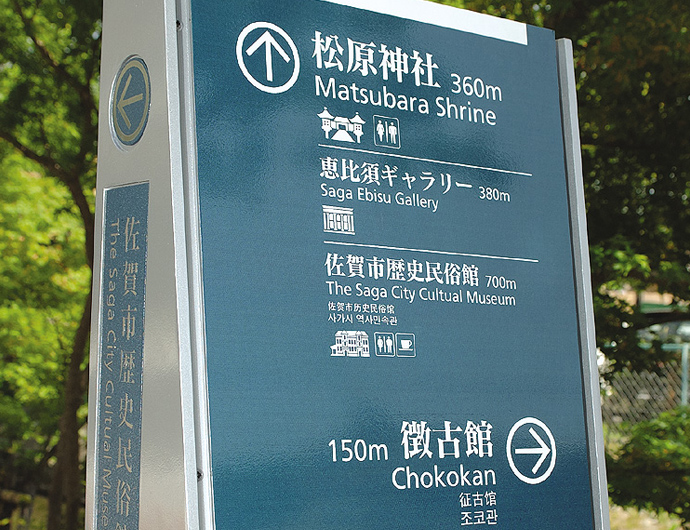 松原神社 360m
Matsubara Shrine
恵比須ギャラリー 380m
Saga Ebisu Gallery
佐賀市歴史民俗館 700m
The Saga City Cultual Museum
佐賀市历史民俗馆
사가시 역사민속관
150m 徴古館
Chokokan
征古馆
조코관
佐賀市歴史民俗
The Saga City Cultural Muse